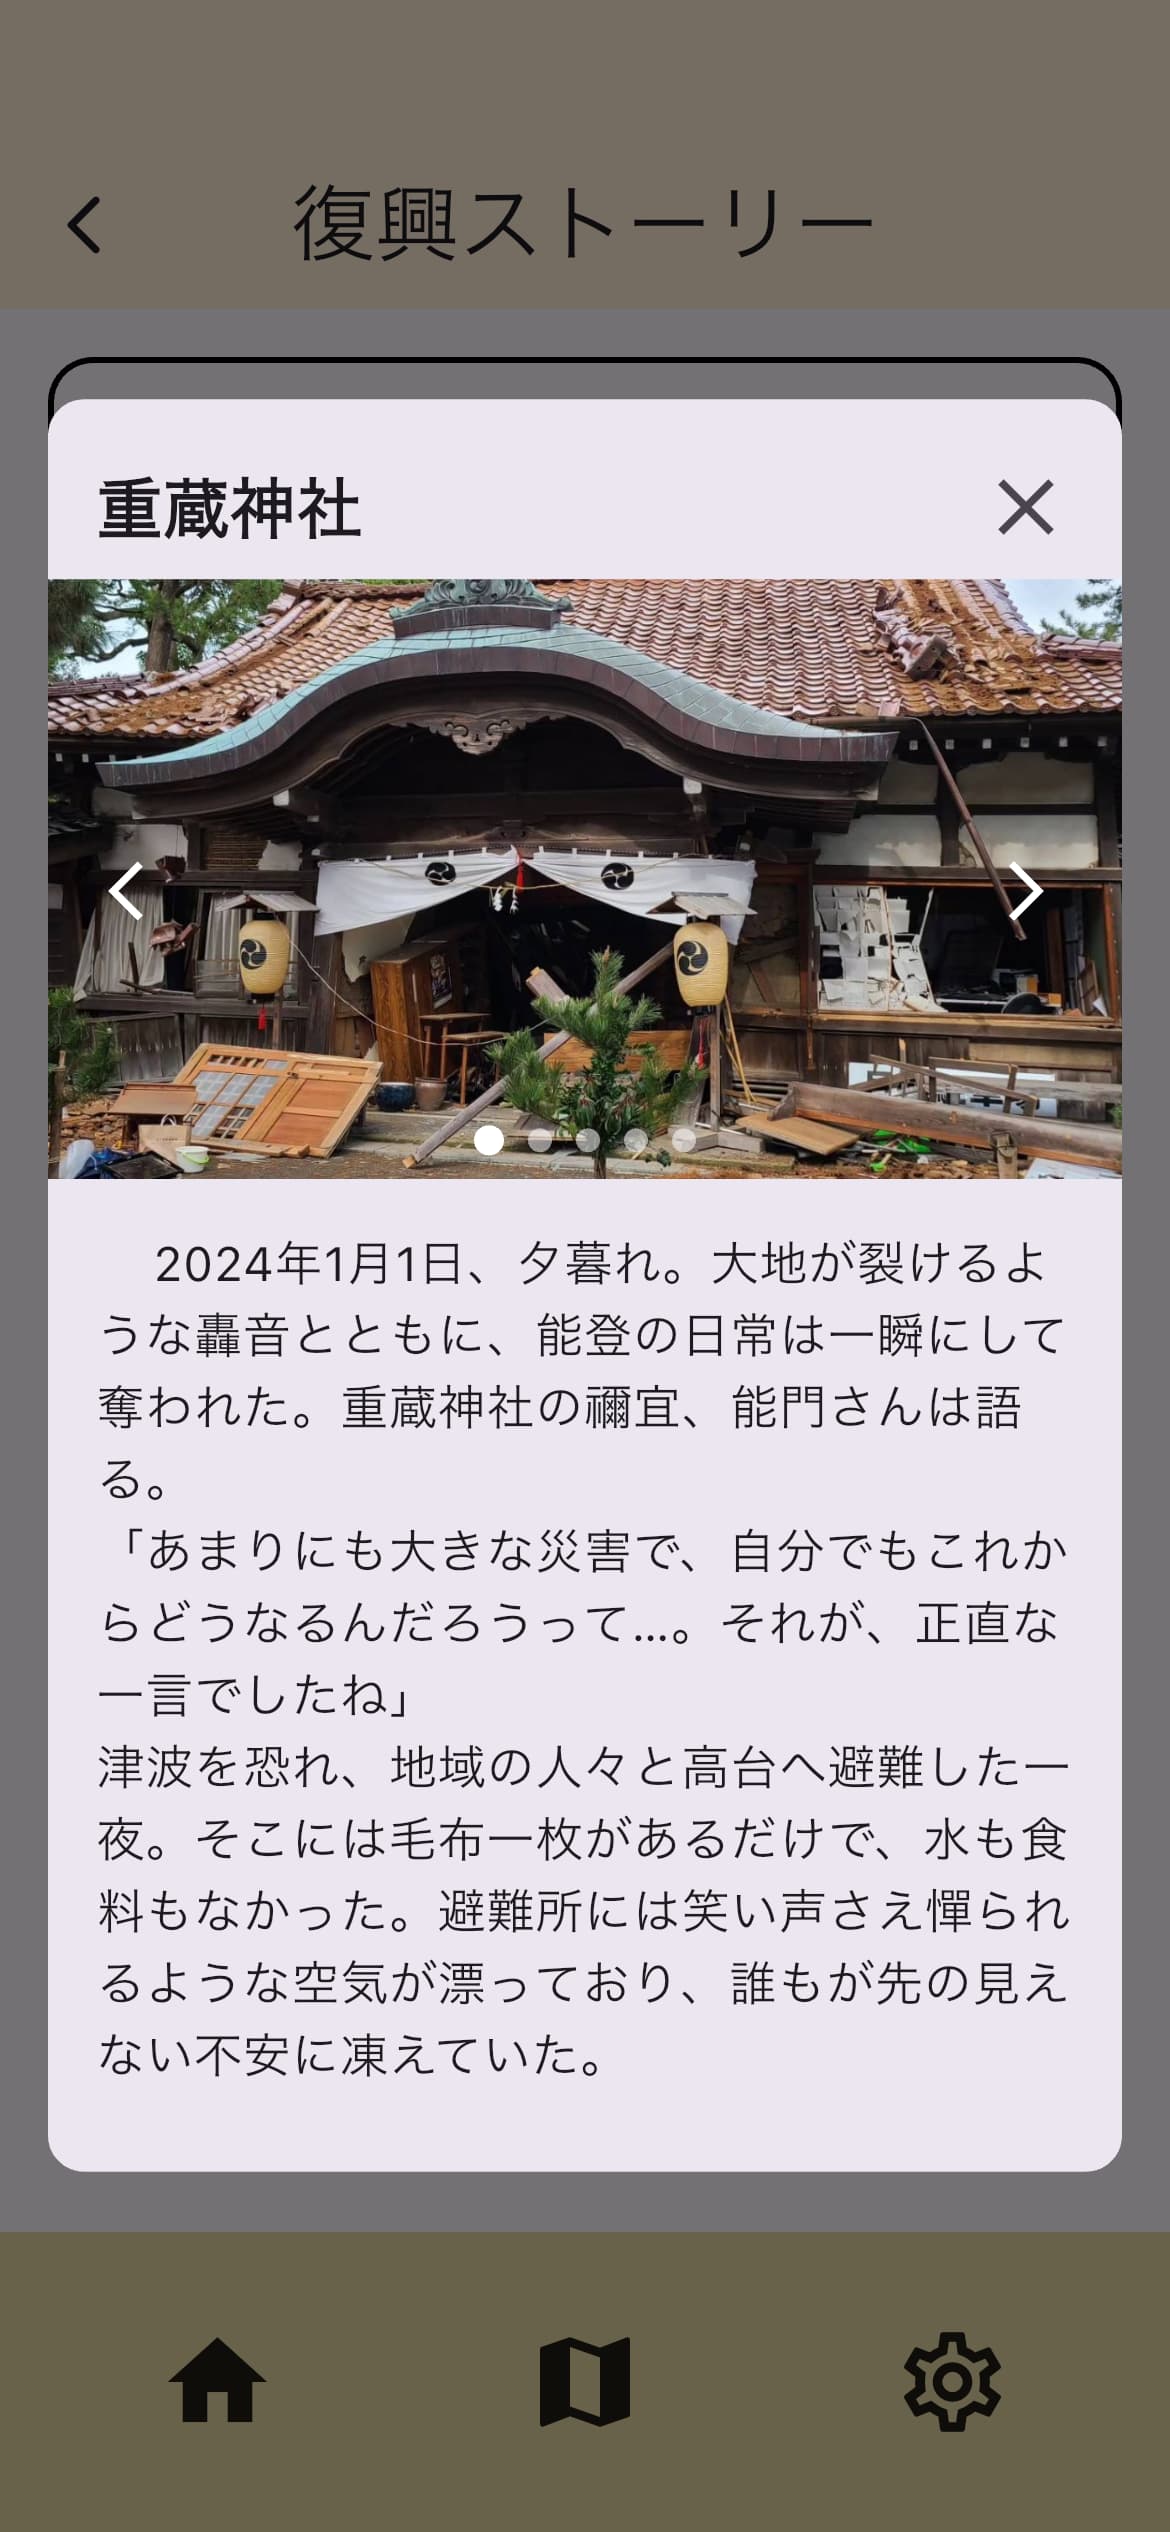 復興ストーリー
重蔵神社
2024年1月1日、夕暮れ。大地が裂けるよ
うな轟音とともに、能登の日常は一瞬にして
奪われた。重蔵神社の禰宜、能門さんは語
る。
「あまりにも大きな災害で、自分でもこれか
らどうなるんだろうって...。それが、正直な
一言でしたね」
津波を恐れ、地域の人々と高台へ避難した一
夜。そこには毛布一枚があるだけで、水も食
料もなかった。避難所には笑い声さえ憚られ
るような空気が漂っており、誰もが先の見え
ない不安に凍えていた。